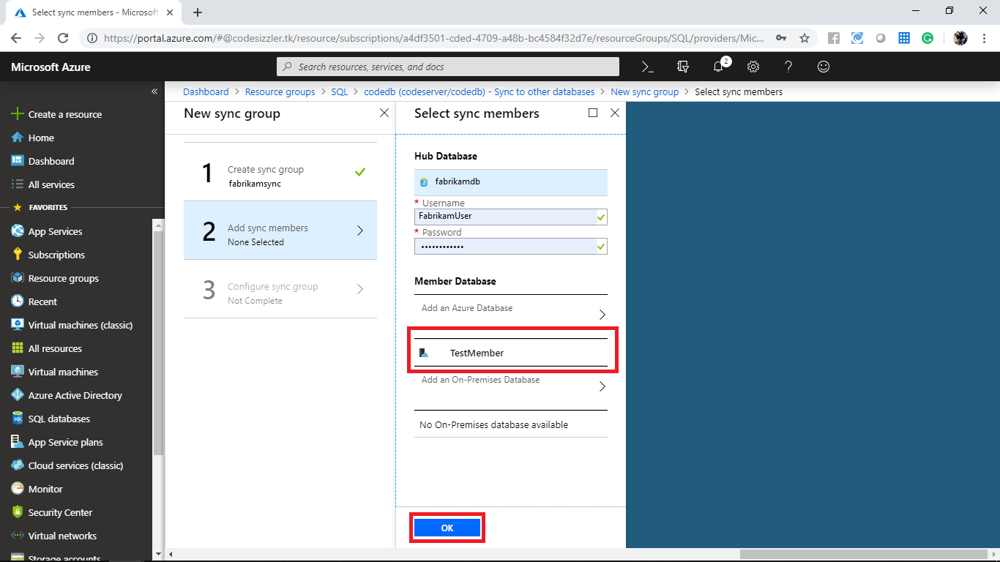 Select sync members - Microsoft
https://portal.azure.com/#@codesizzler.tk/resource/subscriptions/a4df3501-cded-4709-a48b-bc4584f32d7e/resourceGroups/SQL/providers/Mic...
Microsoft Azure
Search resources, services, and docs
2
Dashboard > Resource groups > SQL > codedb (codeserver/codedb) - Sync to other databases > New sync group > Select sync members
Create a resource
Home
Dashboard
All services
FAVORITES
App Services
Subscriptions
Resource groups
Recent
Virtual machines (classic)
All resources
Virtual machines
Azure Active Directory
SQL databases
App Service plans
Cloud services (classic)
Monitor
Security Center
Virtual networks
Storage accounts
New sync group
1 Create sync group
fabrikamsync
2 Add sync members
None Selected
3 Configure sync group
Not Complete
Select sync members
Hub Database
fabrikamdb
* Username
FabrikamUser
* Password
••••••••••••
Member Database
Add an Azure Database
TestMember
Add an On-Premises Database
No On-Premises database available
OK